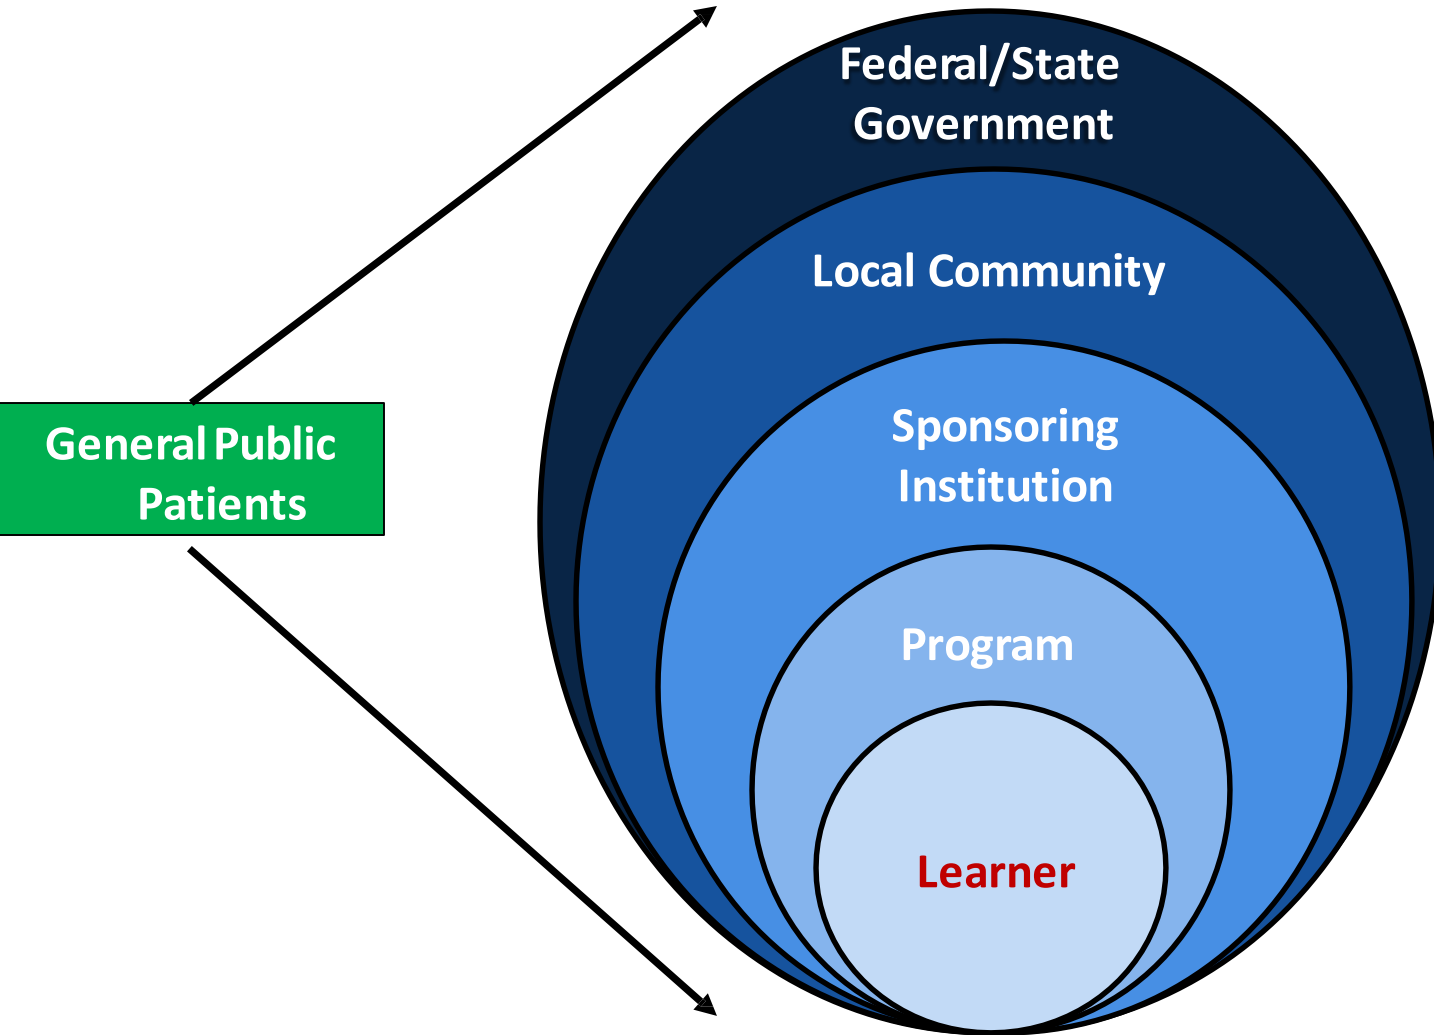 Federal/State
Government
Local Community
Sponsoring
Institution
General Public
Patients
Program
Learner